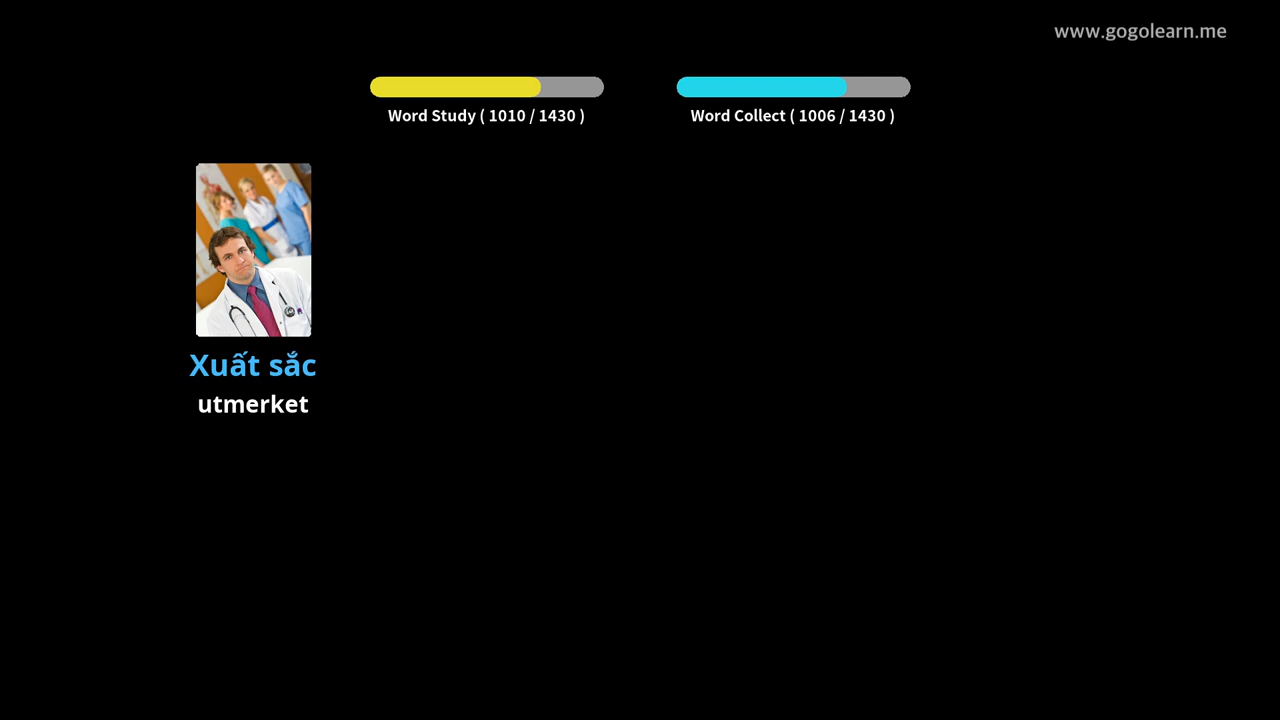 www.gogolearn.me
Word Study ( 1010 / 1430 )
Word Collect ( 1006 / 1430 )
Xuất sắc
utmerket